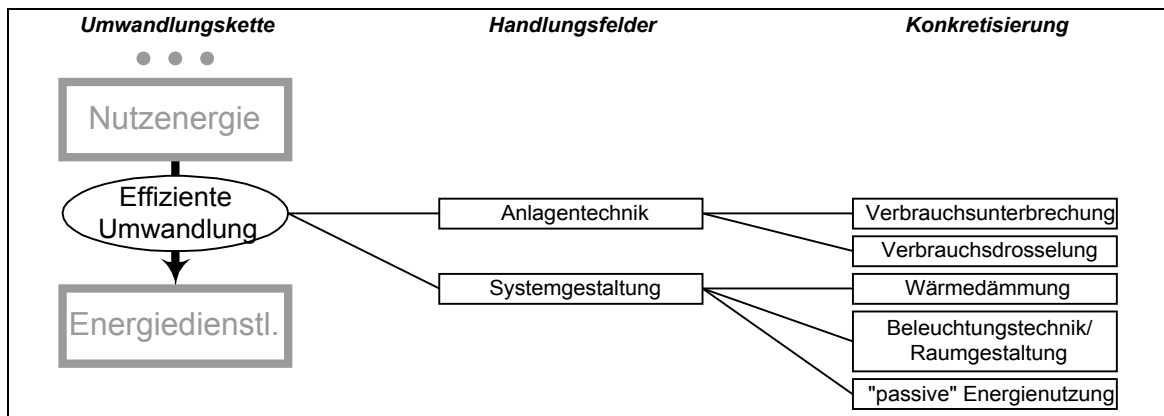 Umwandlungskette
Handlungsfelder
Konkretisierung
Nutzenergie
Effiziente
Umwandlung
Energiedienstl.
Anlagentechnik
Systemgestaltung
Verbrauchsunterbrechung
Verbrauchsdrosselung
Wärmedämmung
Beleuchtungstechnik/
Raumgestaltung
"passive" Energienutzung